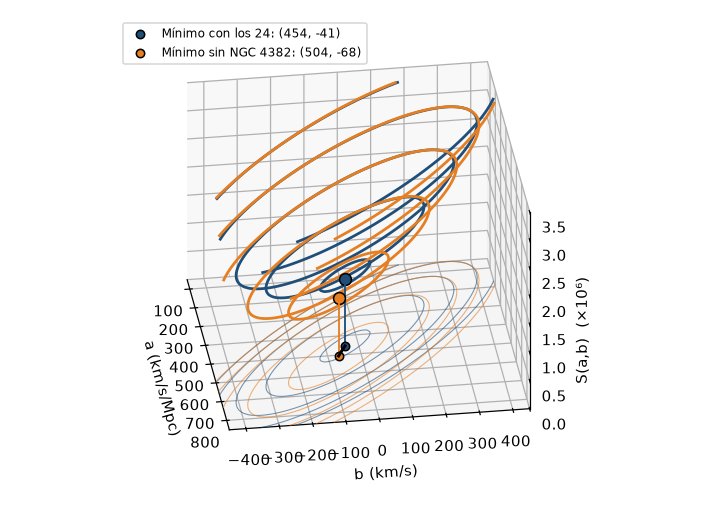 Mínimo con los 24: (454, -41)
Mínimo sin NGC 4382: (504, -68)
3.5
3.0
2.5
2.0
1.5
1.0
0.5
0.0
S(a,b) (×10⁶)
100
200
300
400
500
600
700
800
a (km/s/Mpc)
−400 −300 −200 −100 0 100 200 300 400
b (km/s)